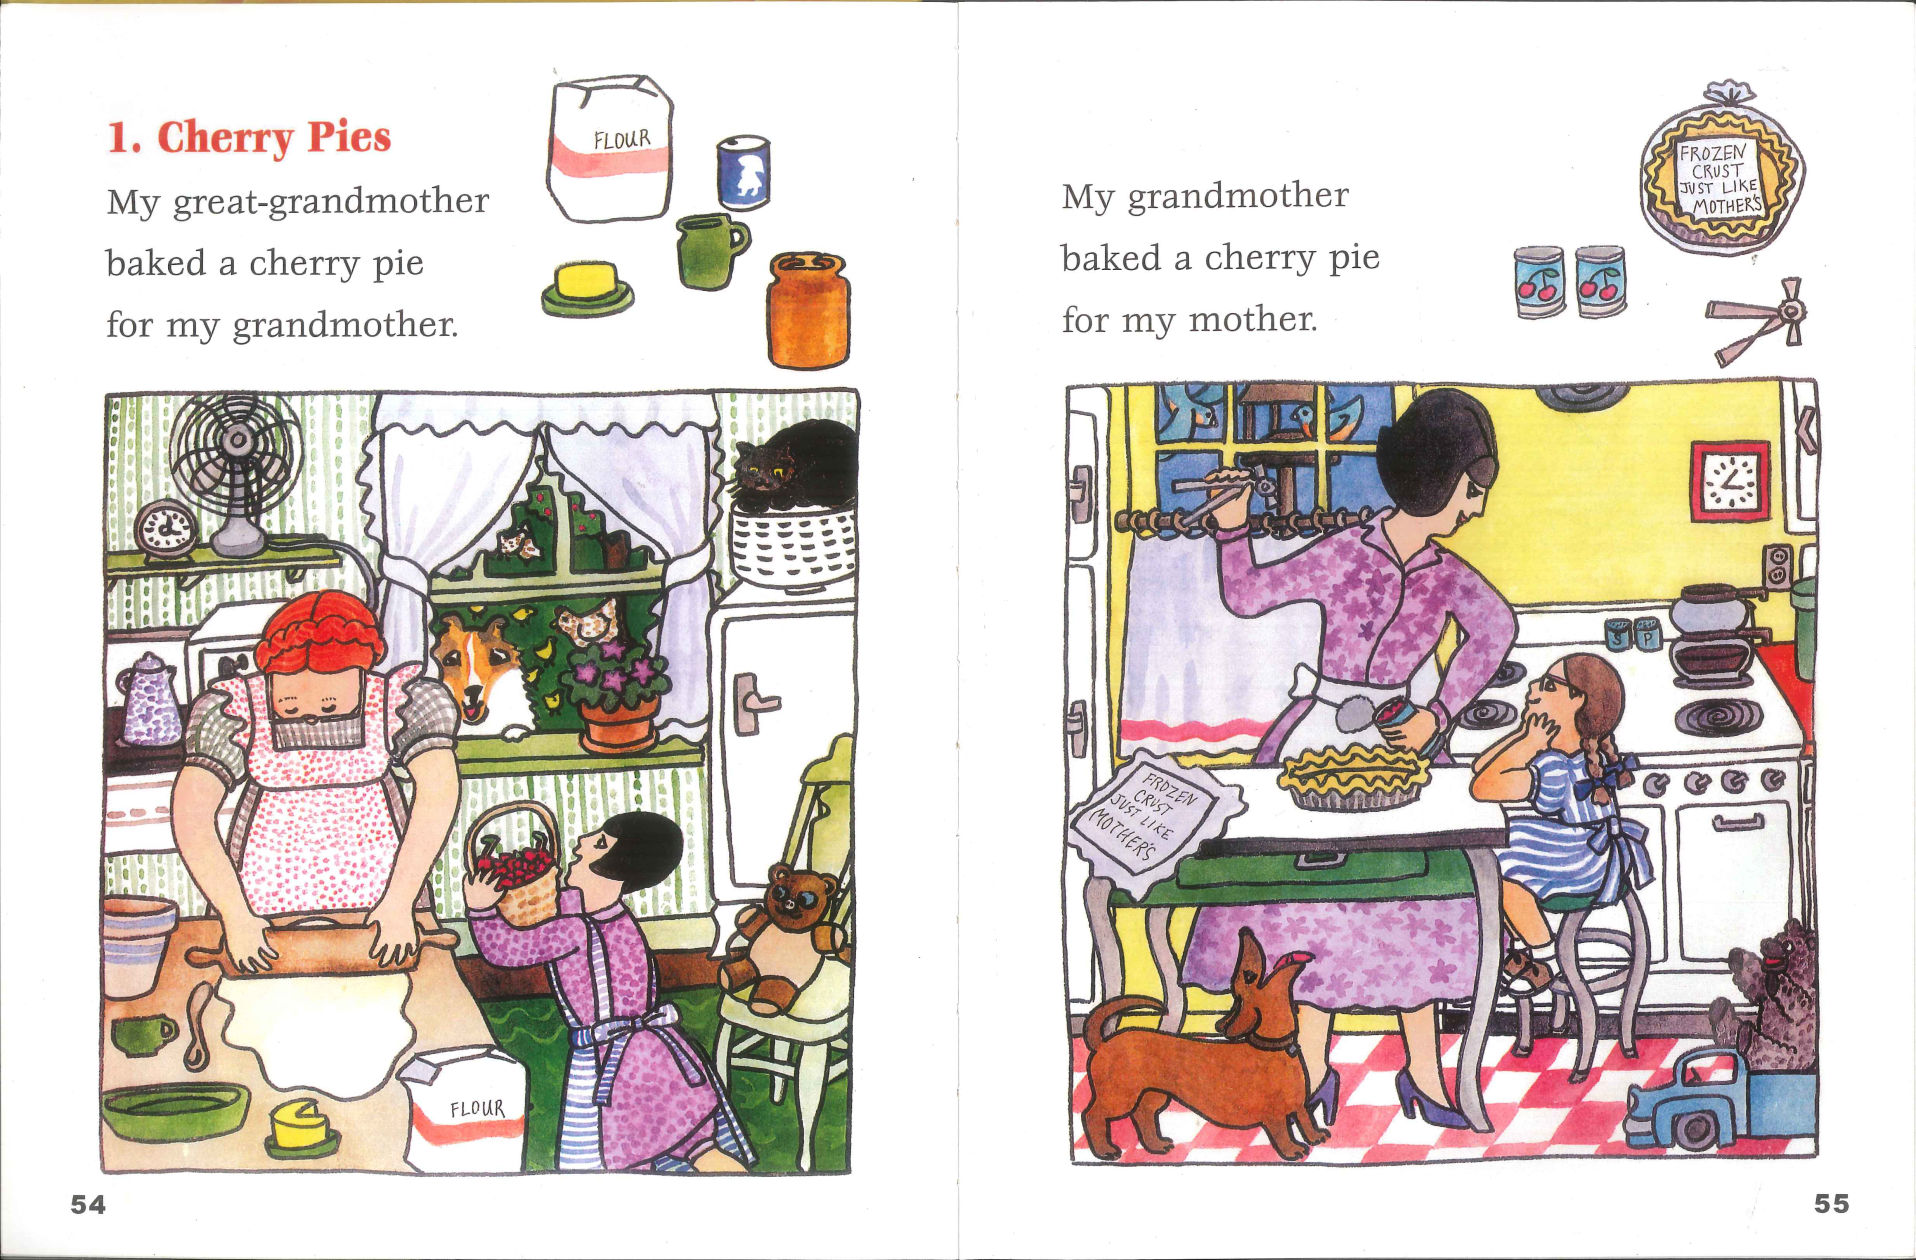 1. Cherry Pies
My great-grandmother
baked a cherry pie
for my grandmother.
FLOUR
FLOUR
54
My grandmother
baked a cherry pie
for my mother.
FROZEN
CRUST
JUST LIKE
MOTHER'S
S P
FROZEN
CRUST
JUST LIKE
MOTHER'S
55